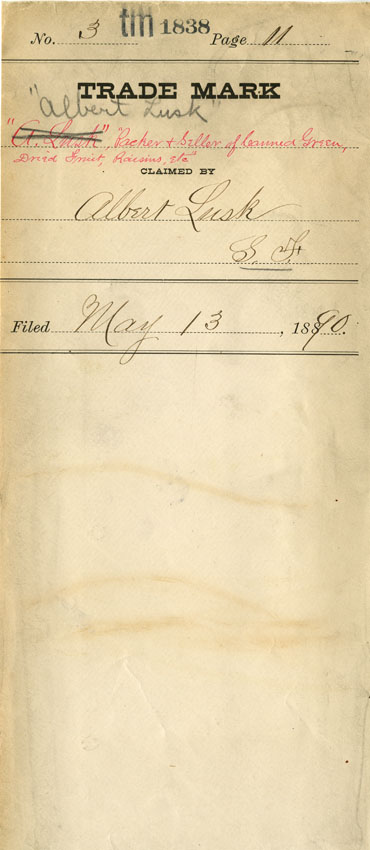 No. 3 tm 1838 Page 11
TRADE MARK
"Albert Lusk"
"A. Lusk", Packer & Seller of Canned Green,
Dried Fruit, Raisins, etc
CLAIMED BY
Albert Lusk
S. F.
Filed May 13, 1890.